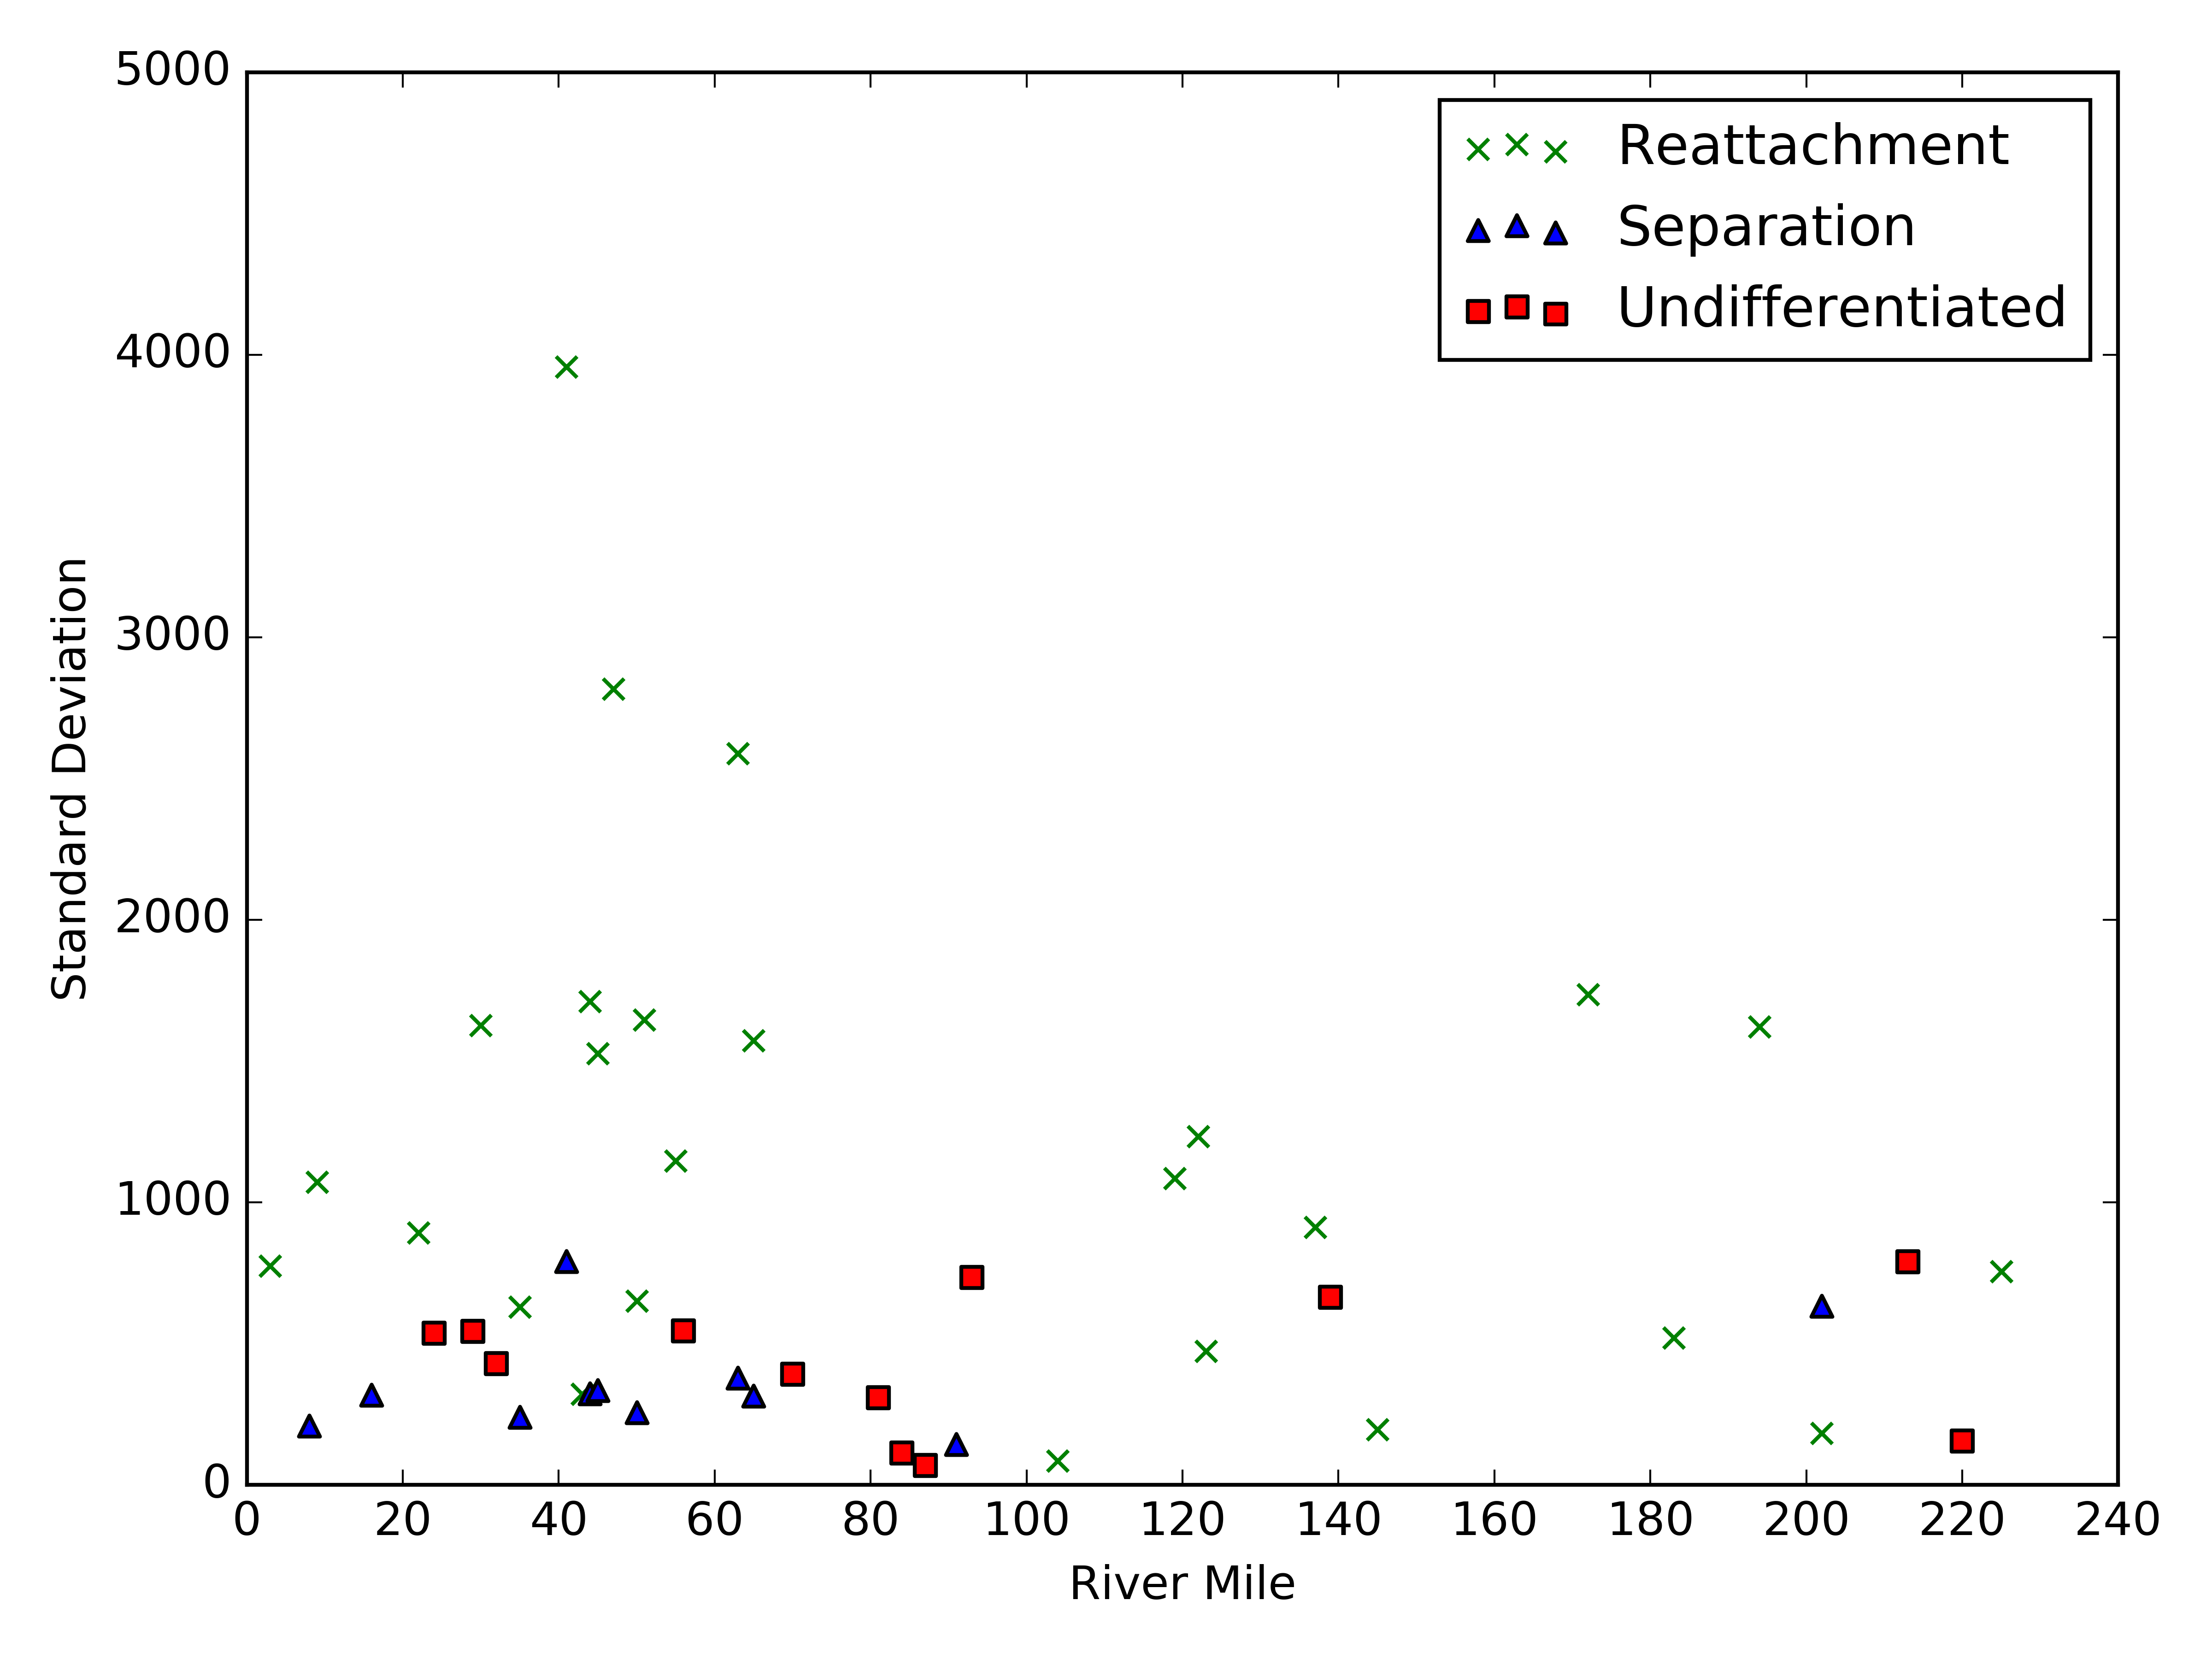 5000
4000
3000
2000
1000
0
Standard Deviation
Reattachment
Separation
Undifferentiated
0 20 40 60 80 100 120 140 160 180 200 220 240
River Mile